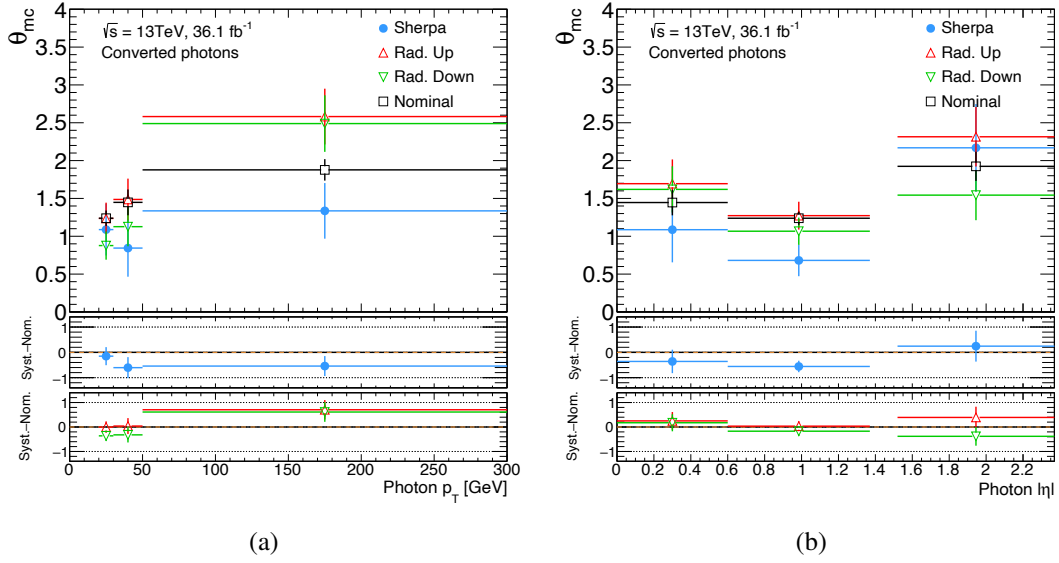 θmc
√s = 13TeV, 36.1 fb⁻¹
Converted photons
Sherpa
Rad. Up
Rad. Down
Nominal
4
3.5
3
2.5
2
1.5
1
0.5
0
Syst.−Nom.
1
0
−1
Syst.−Nom.
1
0
−1
0 50 100 150 200 250 300
Photon p_T [GeV]
(a)
θmc
√s = 13TeV, 36.1 fb⁻¹
Converted photons
Sherpa
Rad. Up
Rad. Down
Nominal
4
3.5
3
2.5
2
1.5
1
0.5
0
Syst.−Nom.
1
0
−1
Syst.−Nom.
1
0
−1
0 0.2 0.4 0.6 0.8 1 1.2 1.4 1.6 1.8 2 2.2
Photon |η|
(b)